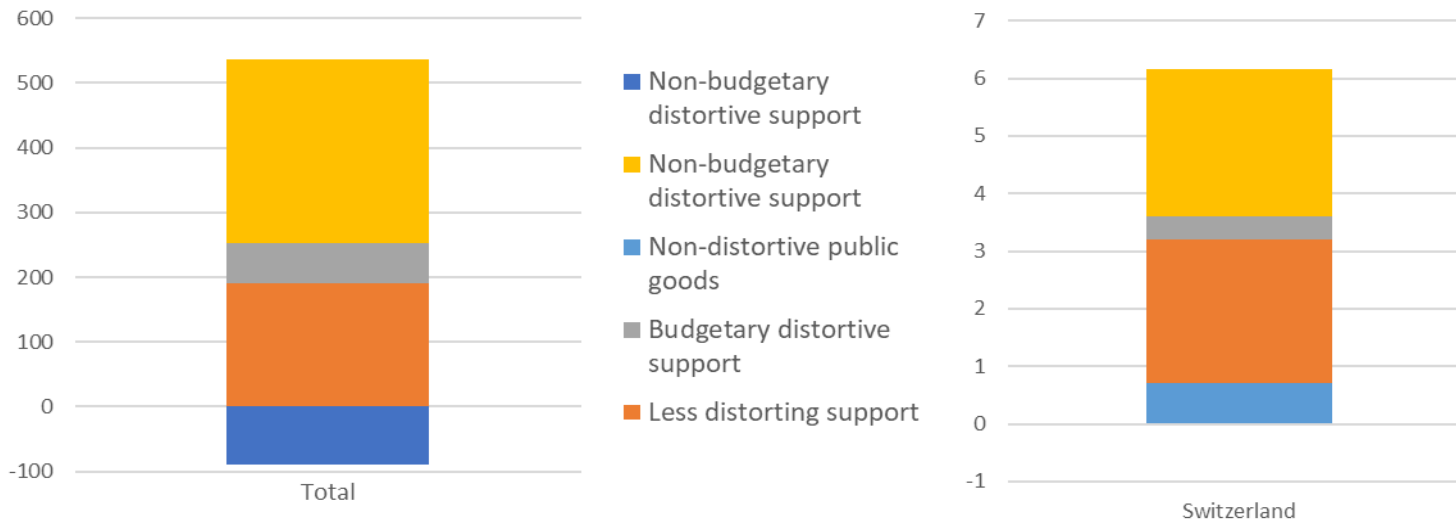 600
500
400
300
200
100
0
-100
Total
Non-budgetary
distortive support
Non-budgetary
distortive support
Non-distortive public
goods
Budgetary distortive
support
Less distorting support
7
6
5
4
3
2
1
0
-1
Switzerland